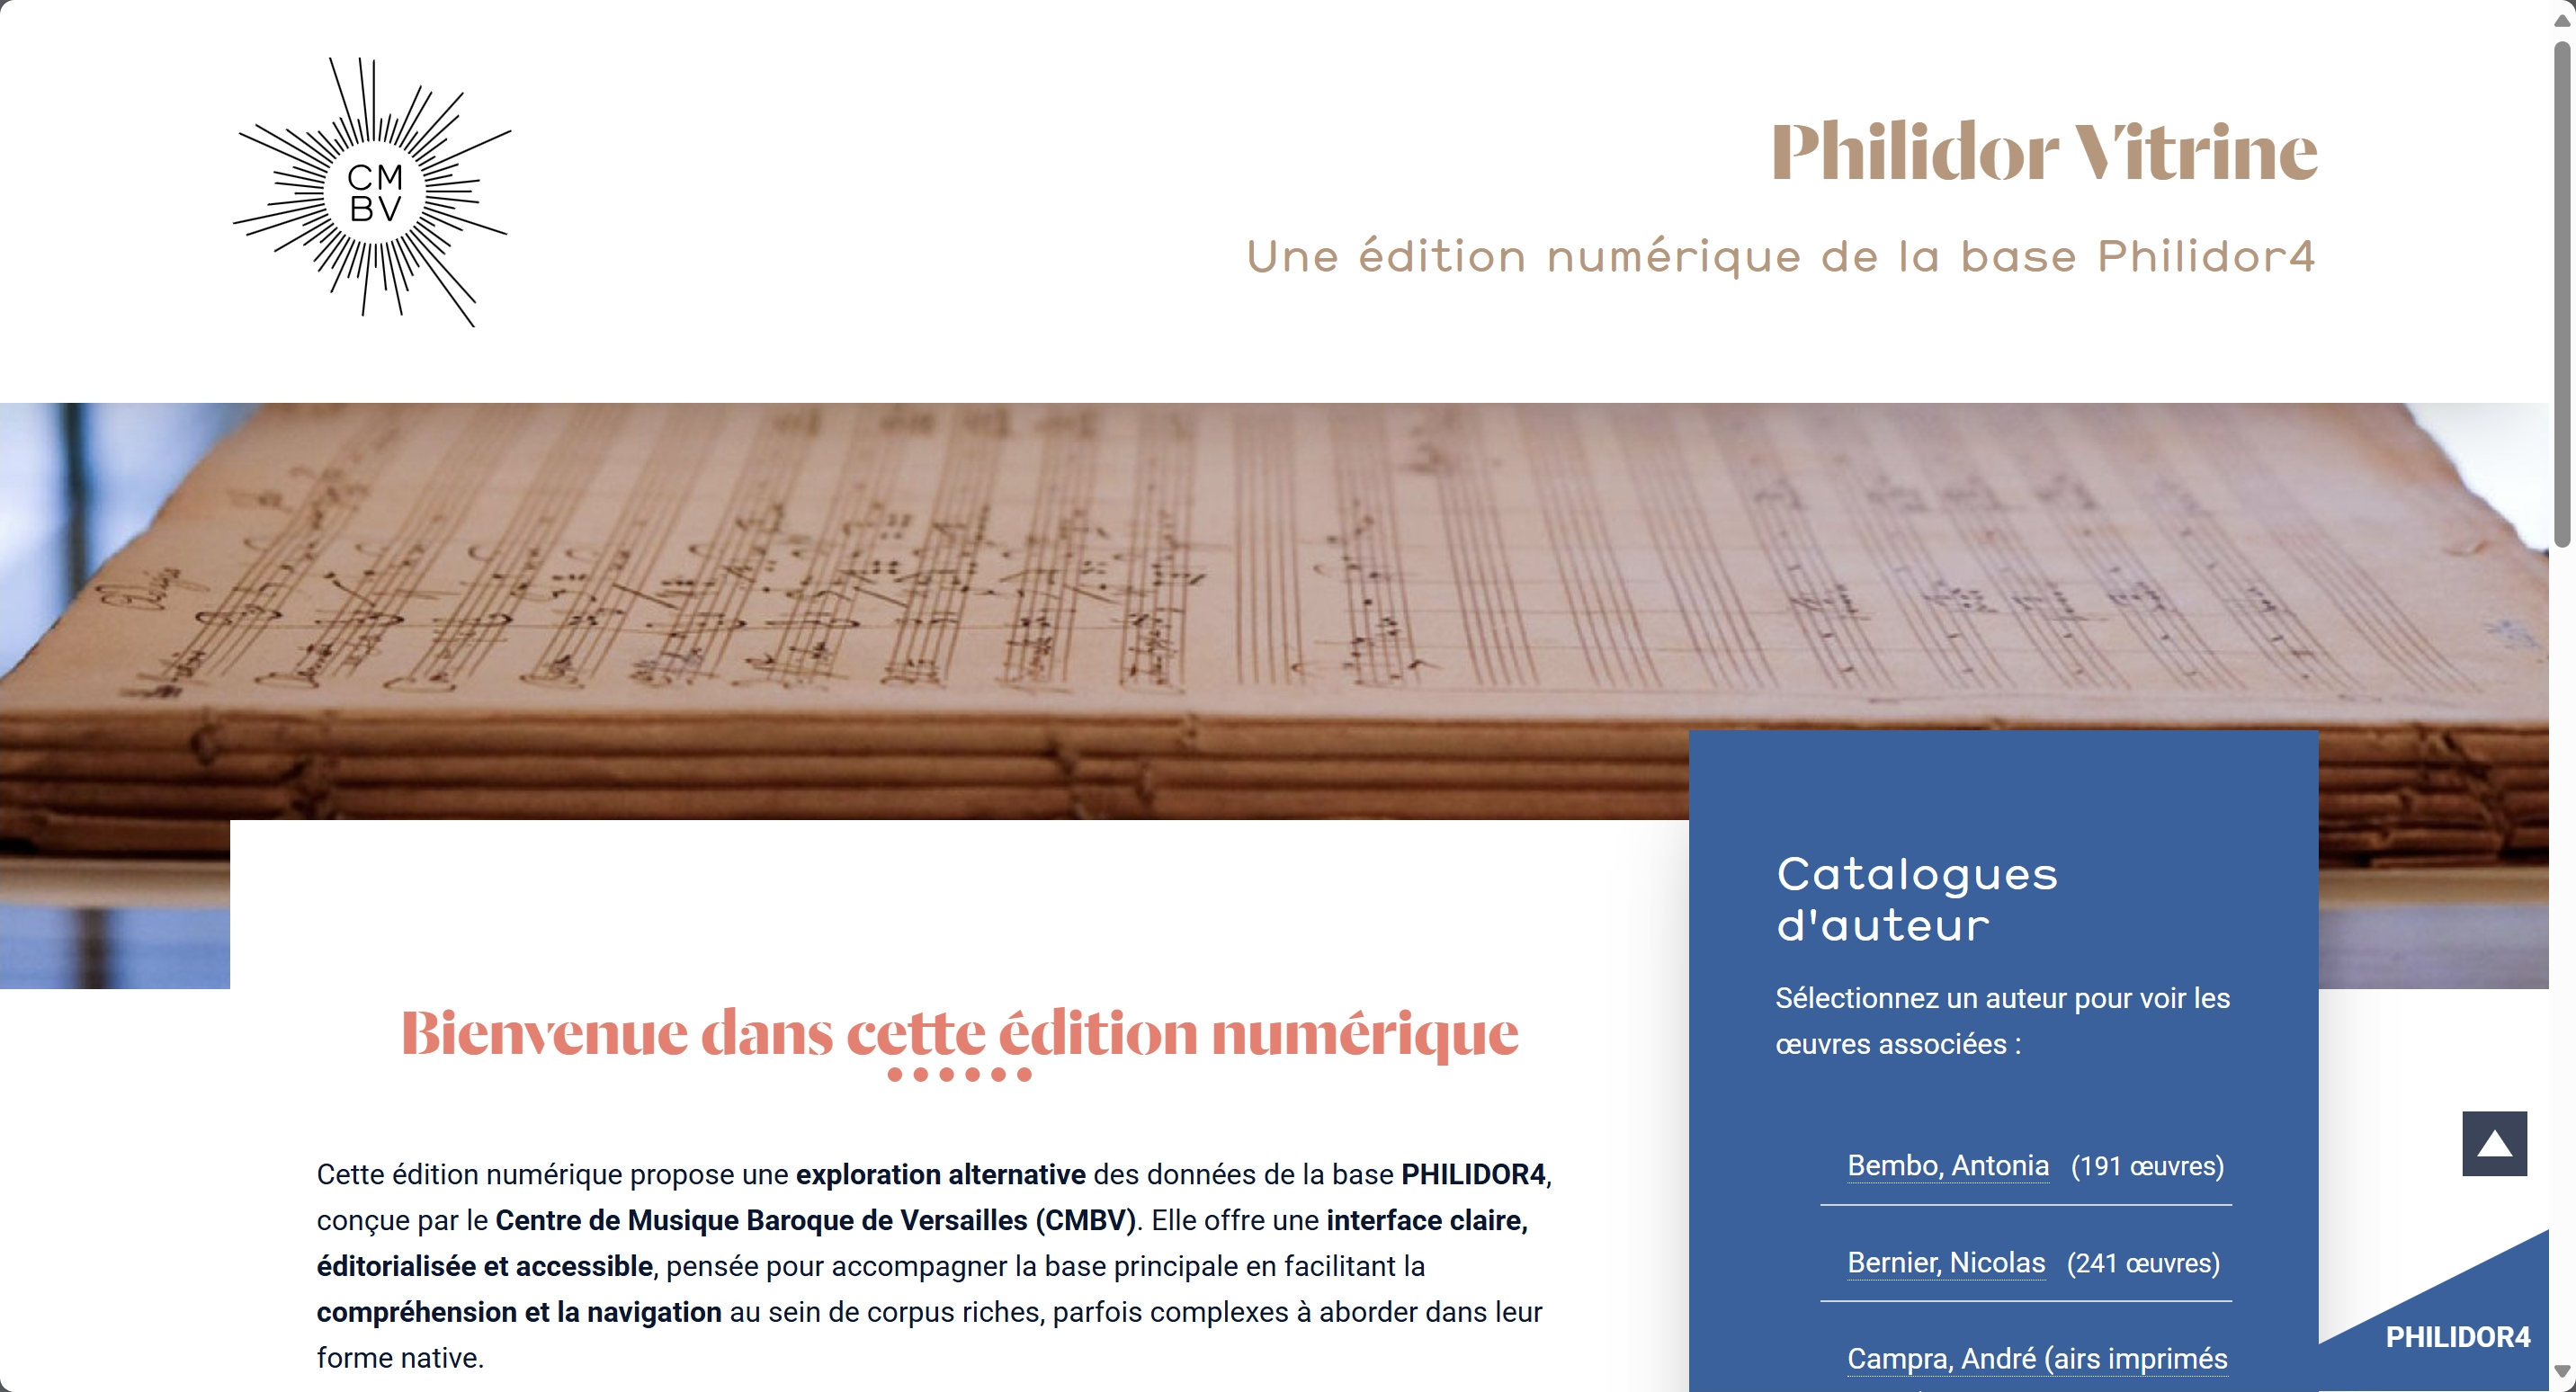 CM
BV
Philidor Vitrine
Une édition numérique de la base Philidor4
Bienvenue dans cette édition numérique
Cette édition numérique propose une exploration alternative des données de la base PHILIDOR4,
conçue par le Centre de Musique Baroque de Versailles (CMBV). Elle offre une interface claire,
éditorialisée et accessible, pensée pour accompagner la base principale en facilitant la
compréhension et la navigation au sein de corpus riches, parfois complexes à aborder dans leur
forme native.
Catalogues
d'auteur
Sélectionnez un auteur pour voir les
œuvres associées :
Bembo, Antonia (191 œuvres)
Bernier, Nicolas (241 œuvres)
Campra, André (airs imprimés
PHILIDOR4